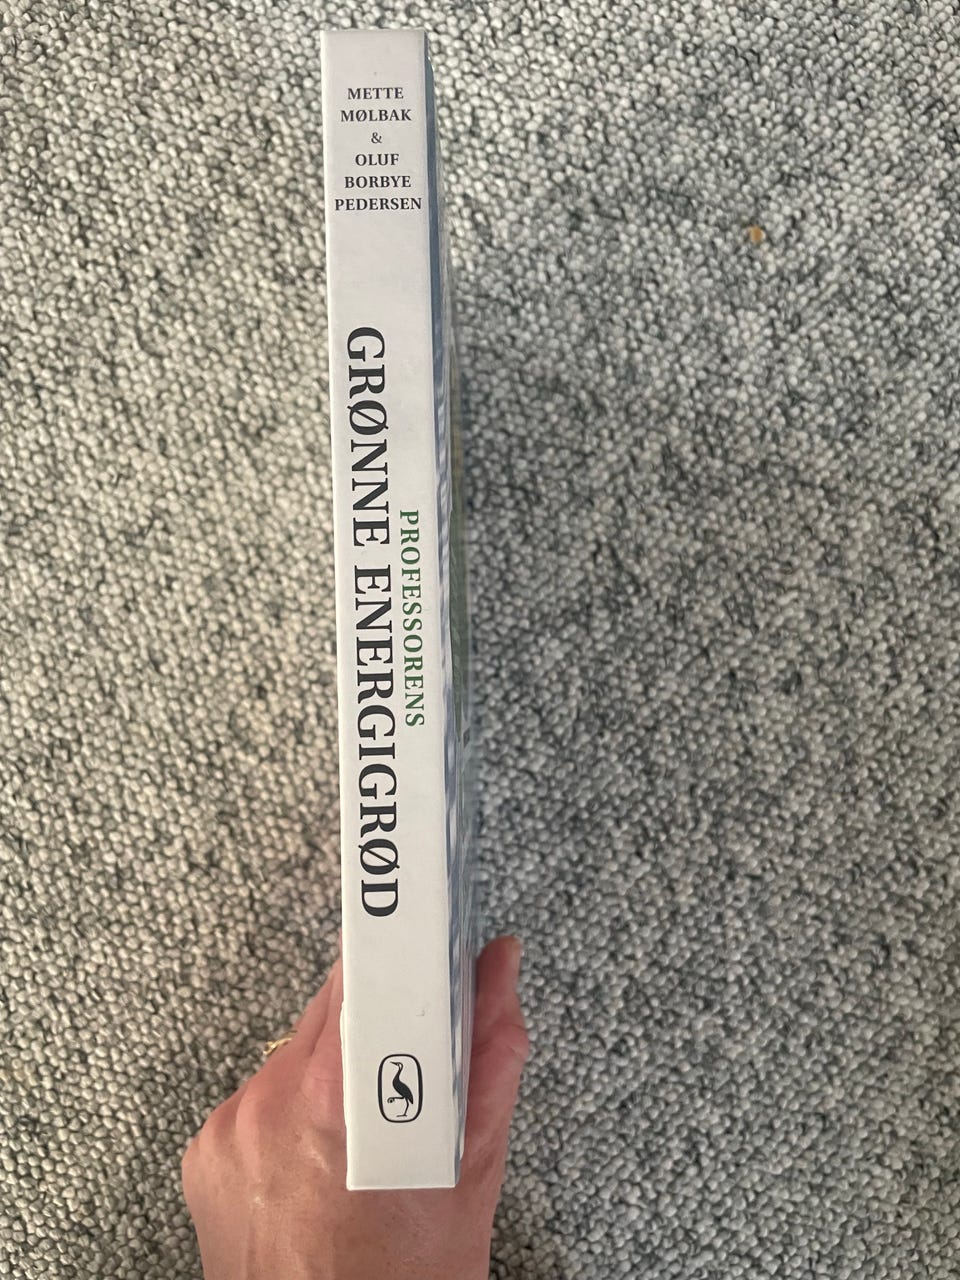 METTE
MØLBAK
&
OLUF
BORBYE
PEDERSEN
PROFESSORENS
GRØNNE ENERGIGRØD